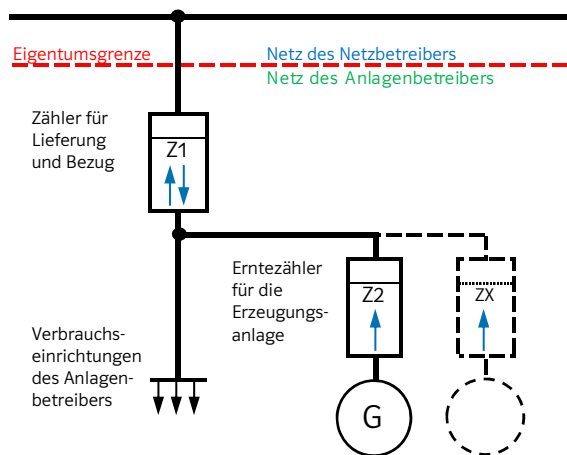 Eigentumsgrenze
Netz des Netzbetreibers
Netz des Anlagenbetreibers
Zähler für
Lieferung
und Bezug
Z1
Erntezähler
für die
Erzeugungs-
anlage
Z2
ZX
Verbrauchs-
einrichtungen
des Anlagen-
betreibers
G